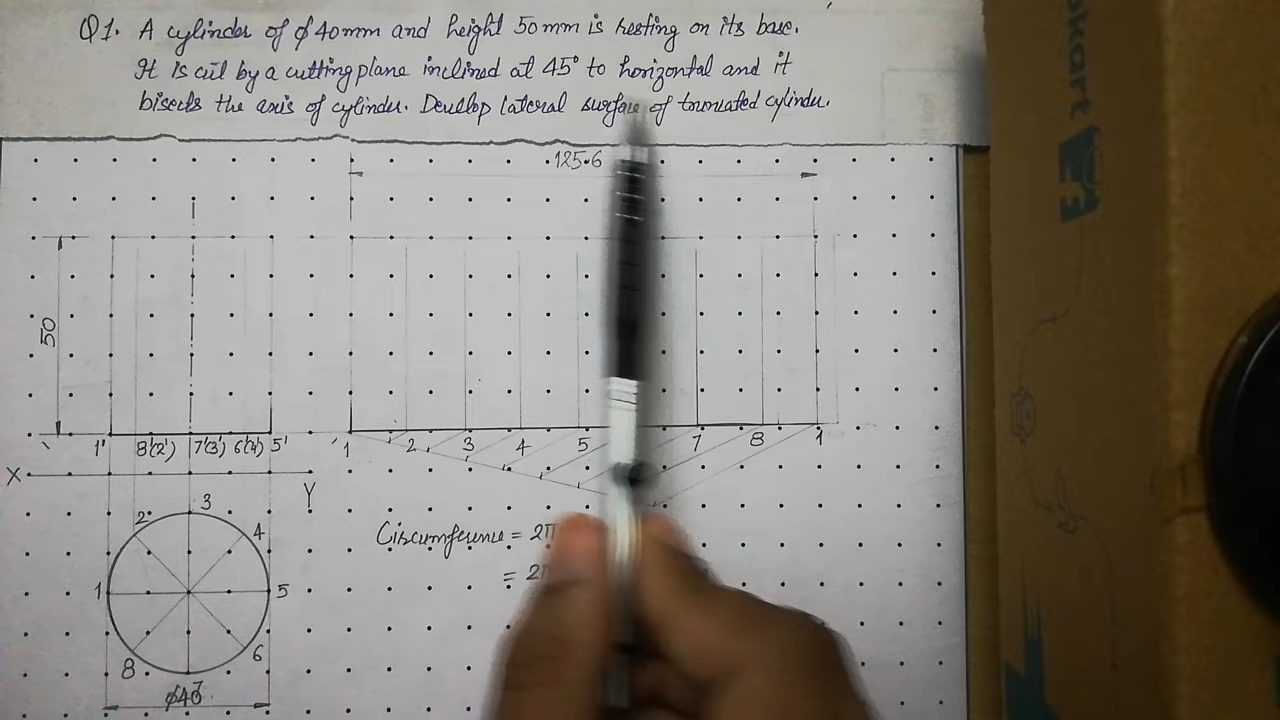 Q1. A cylinder of ϕ40mm and height 50mm is resting on its base.
It is cut by a cutting plane inclined at 45° to horizontal and it
bisects the axis of cylinder. Develop lateral surface of truncated cylinder.
125.6
50
1' 8'(2') 7'(3') 6'(4') 5' 1 2 3 4 5 7 8 1
X Y
2 3 4
1 5
8 7 6
ϕ40
Circumference = 2π
= 2π